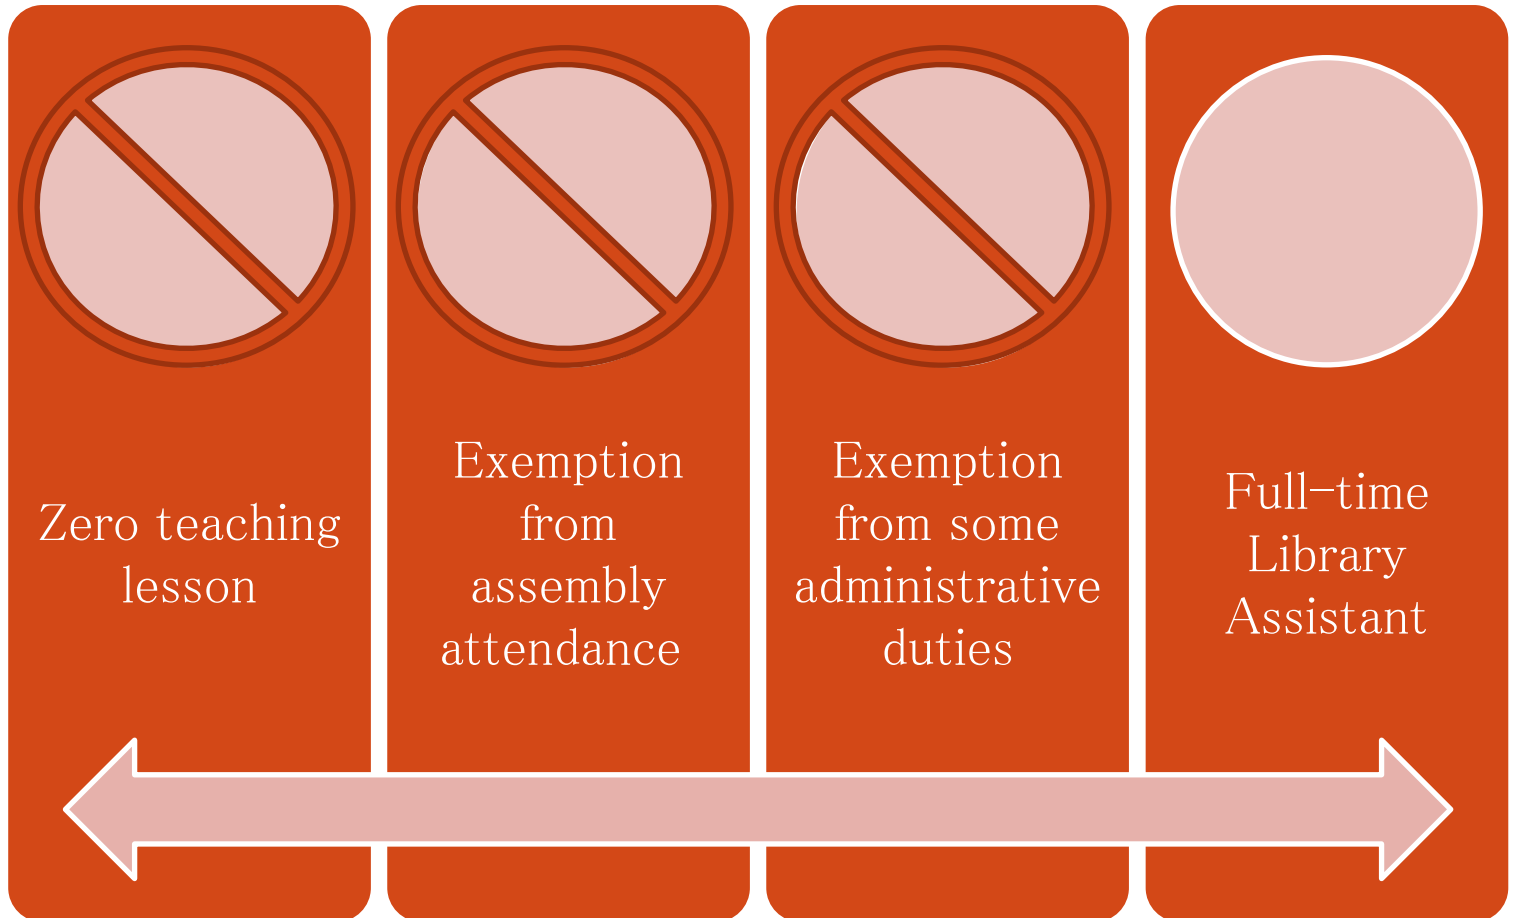 Zero teaching
lesson
Exemption
from
assembly
attendance
Exemption
from some
administrative
duties
Full-time
Library
Assistant